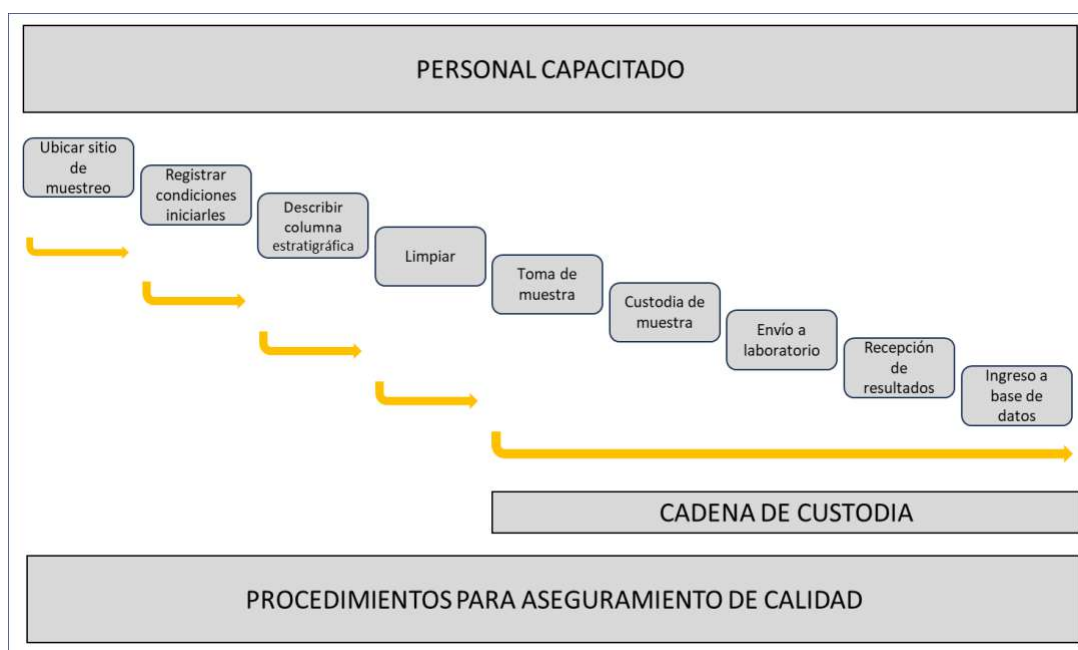 PERSONAL CAPACITADO
Ubicar sitio
de
muestreo
Registrar
condiciones
iniciarles
Describir
columna
estratigráfica
Limpiar
Toma de
muestra
Custodia de
muestra
Envío a
laboratorio
Recepción
de
resultados
Ingreso a
base de
datos
CADENA DE CUSTODIA
PROCEDIMIENTOS PARA ASEGURAMIENTO DE CALIDAD